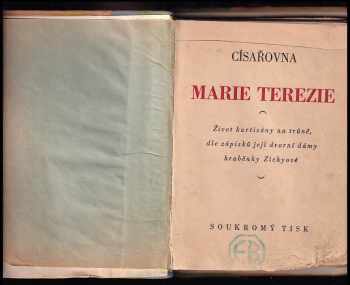 CÍSAŘOVNA
MARIE TEREZIE
Život kurtisány na trůně,
dle zápisků její dvorní dámy
hraběnky Zichyové
SOUKROMÝ TISK